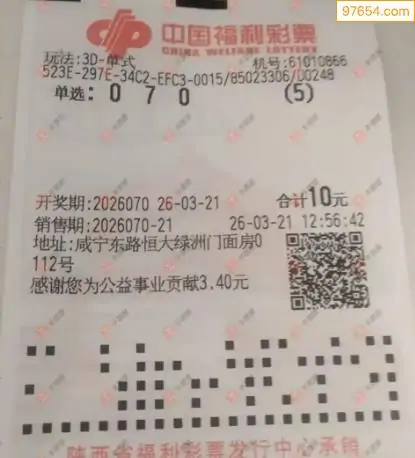 97654.com
中国福利彩票
CHINA WELFARE LOTTERY
玩法:3D-单式 机号:61010866
523E-297E-34C2-EFC3-0015/85023306/D0248
单选: 0 7 0 (5)
开奖期:2026070 26-03-21 合计10元
销售期:2026070-21 26-03-21 12:56:42
地址:咸宁东路恒大绿洲门面房0
112号
感谢您为公益事业贡献3.40元
陕西省福利彩票发行中心承销